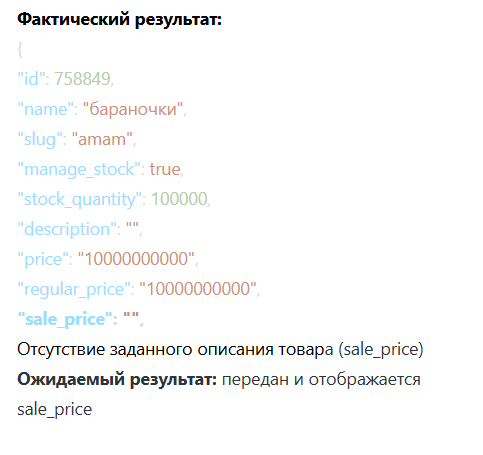 Фактический результат:
{
"id": 758849,
"name": "бараночки",
"slug": "amam",
"manage_stock": true,
"stock_quantity": 100000,
"description": "",
"price": "10000000000",
"regular_price": "10000000000",
"sale_price": "",
Отсутствие заданного описания товара (sale_price)
Ожидаемый результат: передан и отображается
sale_price